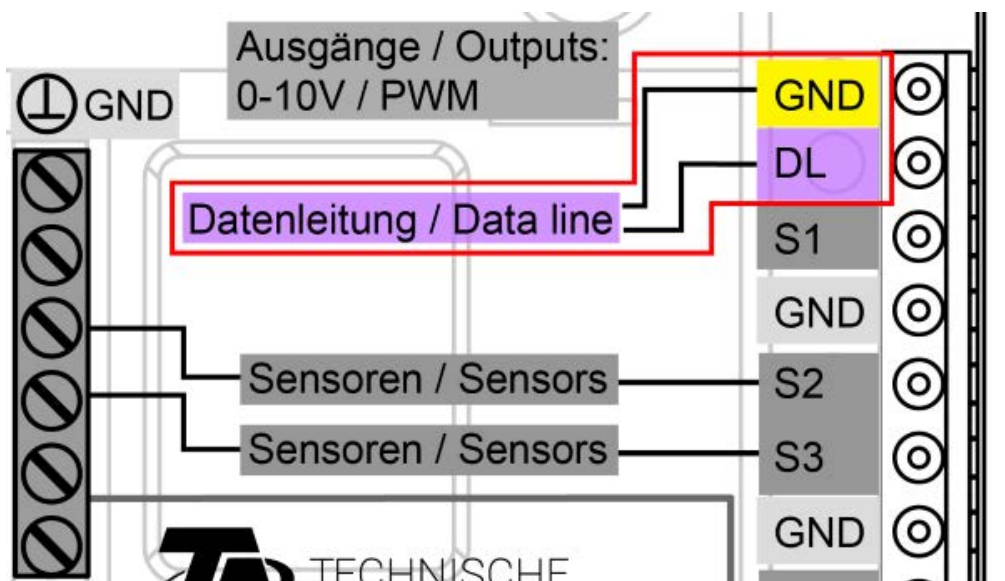 Ausgänge / Outputs:
0-10V / PWM
GND
GND
DL
Datenleitung / Data line
S1
GND
Sensoren / Sensors
S2
Sensoren / Sensors
S3
GND
TECHNISCHE